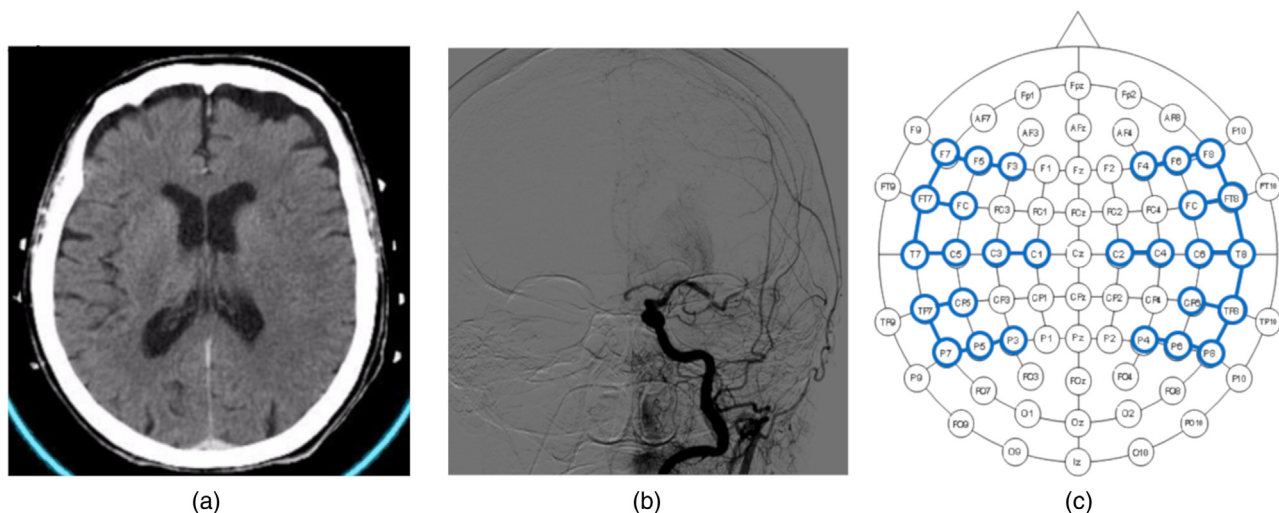 Fpz
Fp1 Fp2
AF7 AF8
F9 AF3 AFz AF4 F10
F7 F5 F3 F1 Fz F2 F4 F6 F8
FT9 FT7 FC FC3 FC1 FCz FC2 FC4 FC FT8 FT10
T7 C5 C3 C1 Cz C2 C4 C6 T8
TP9 TP7 CP5 CP3 CP1 CPz CP2 CP4 CP6 TP8 TP10
P9 P7 P5 P3 P1 Pz P2 P4 P6 P8 P10
PO7 PO3 POz PO4 PO8
PO9 O1 Oz O2 PO10
O9 Iz O10
(a) (b) (c)